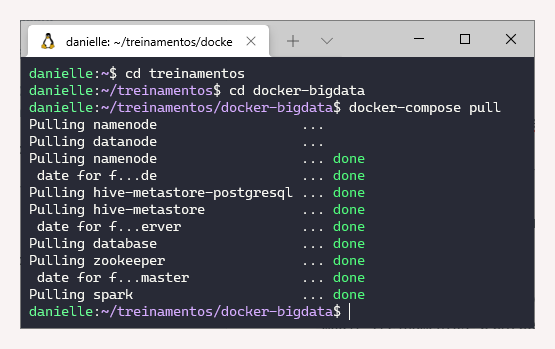 danielle: ~/treinamentos/docke
danielle:~$ cd treinamentos
danielle:~/treinamentos$ cd docker-bigdata
danielle:~/treinamentos/docker-bigdata$ docker-compose pull
Pulling namenode                  ...
Pulling datanode                  ...
Pulling namenode                  ... done
 date for f...de                  ... done
Pulling hive-metastore-postgresql ... done
Pulling hive-metastore            ... done
 date for f...erver               ... done
Pulling database                  ... done
Pulling zookeeper                 ... done
 date for f...master              ... done
Pulling spark                     ... done
danielle:~/treinamentos/docker-bigdata$